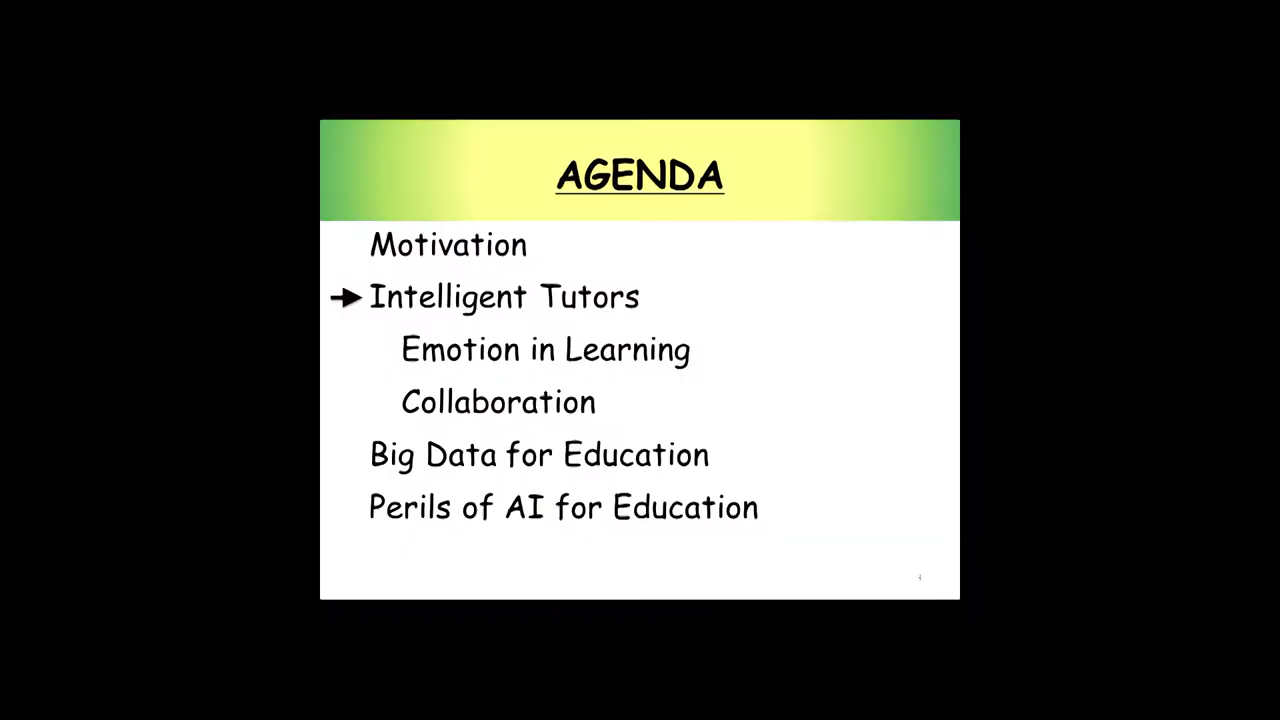 AGENDA
Motivation
Intelligent Tutors
Emotion in Learning
Collaboration
Big Data for Education
Perils of AI for Education